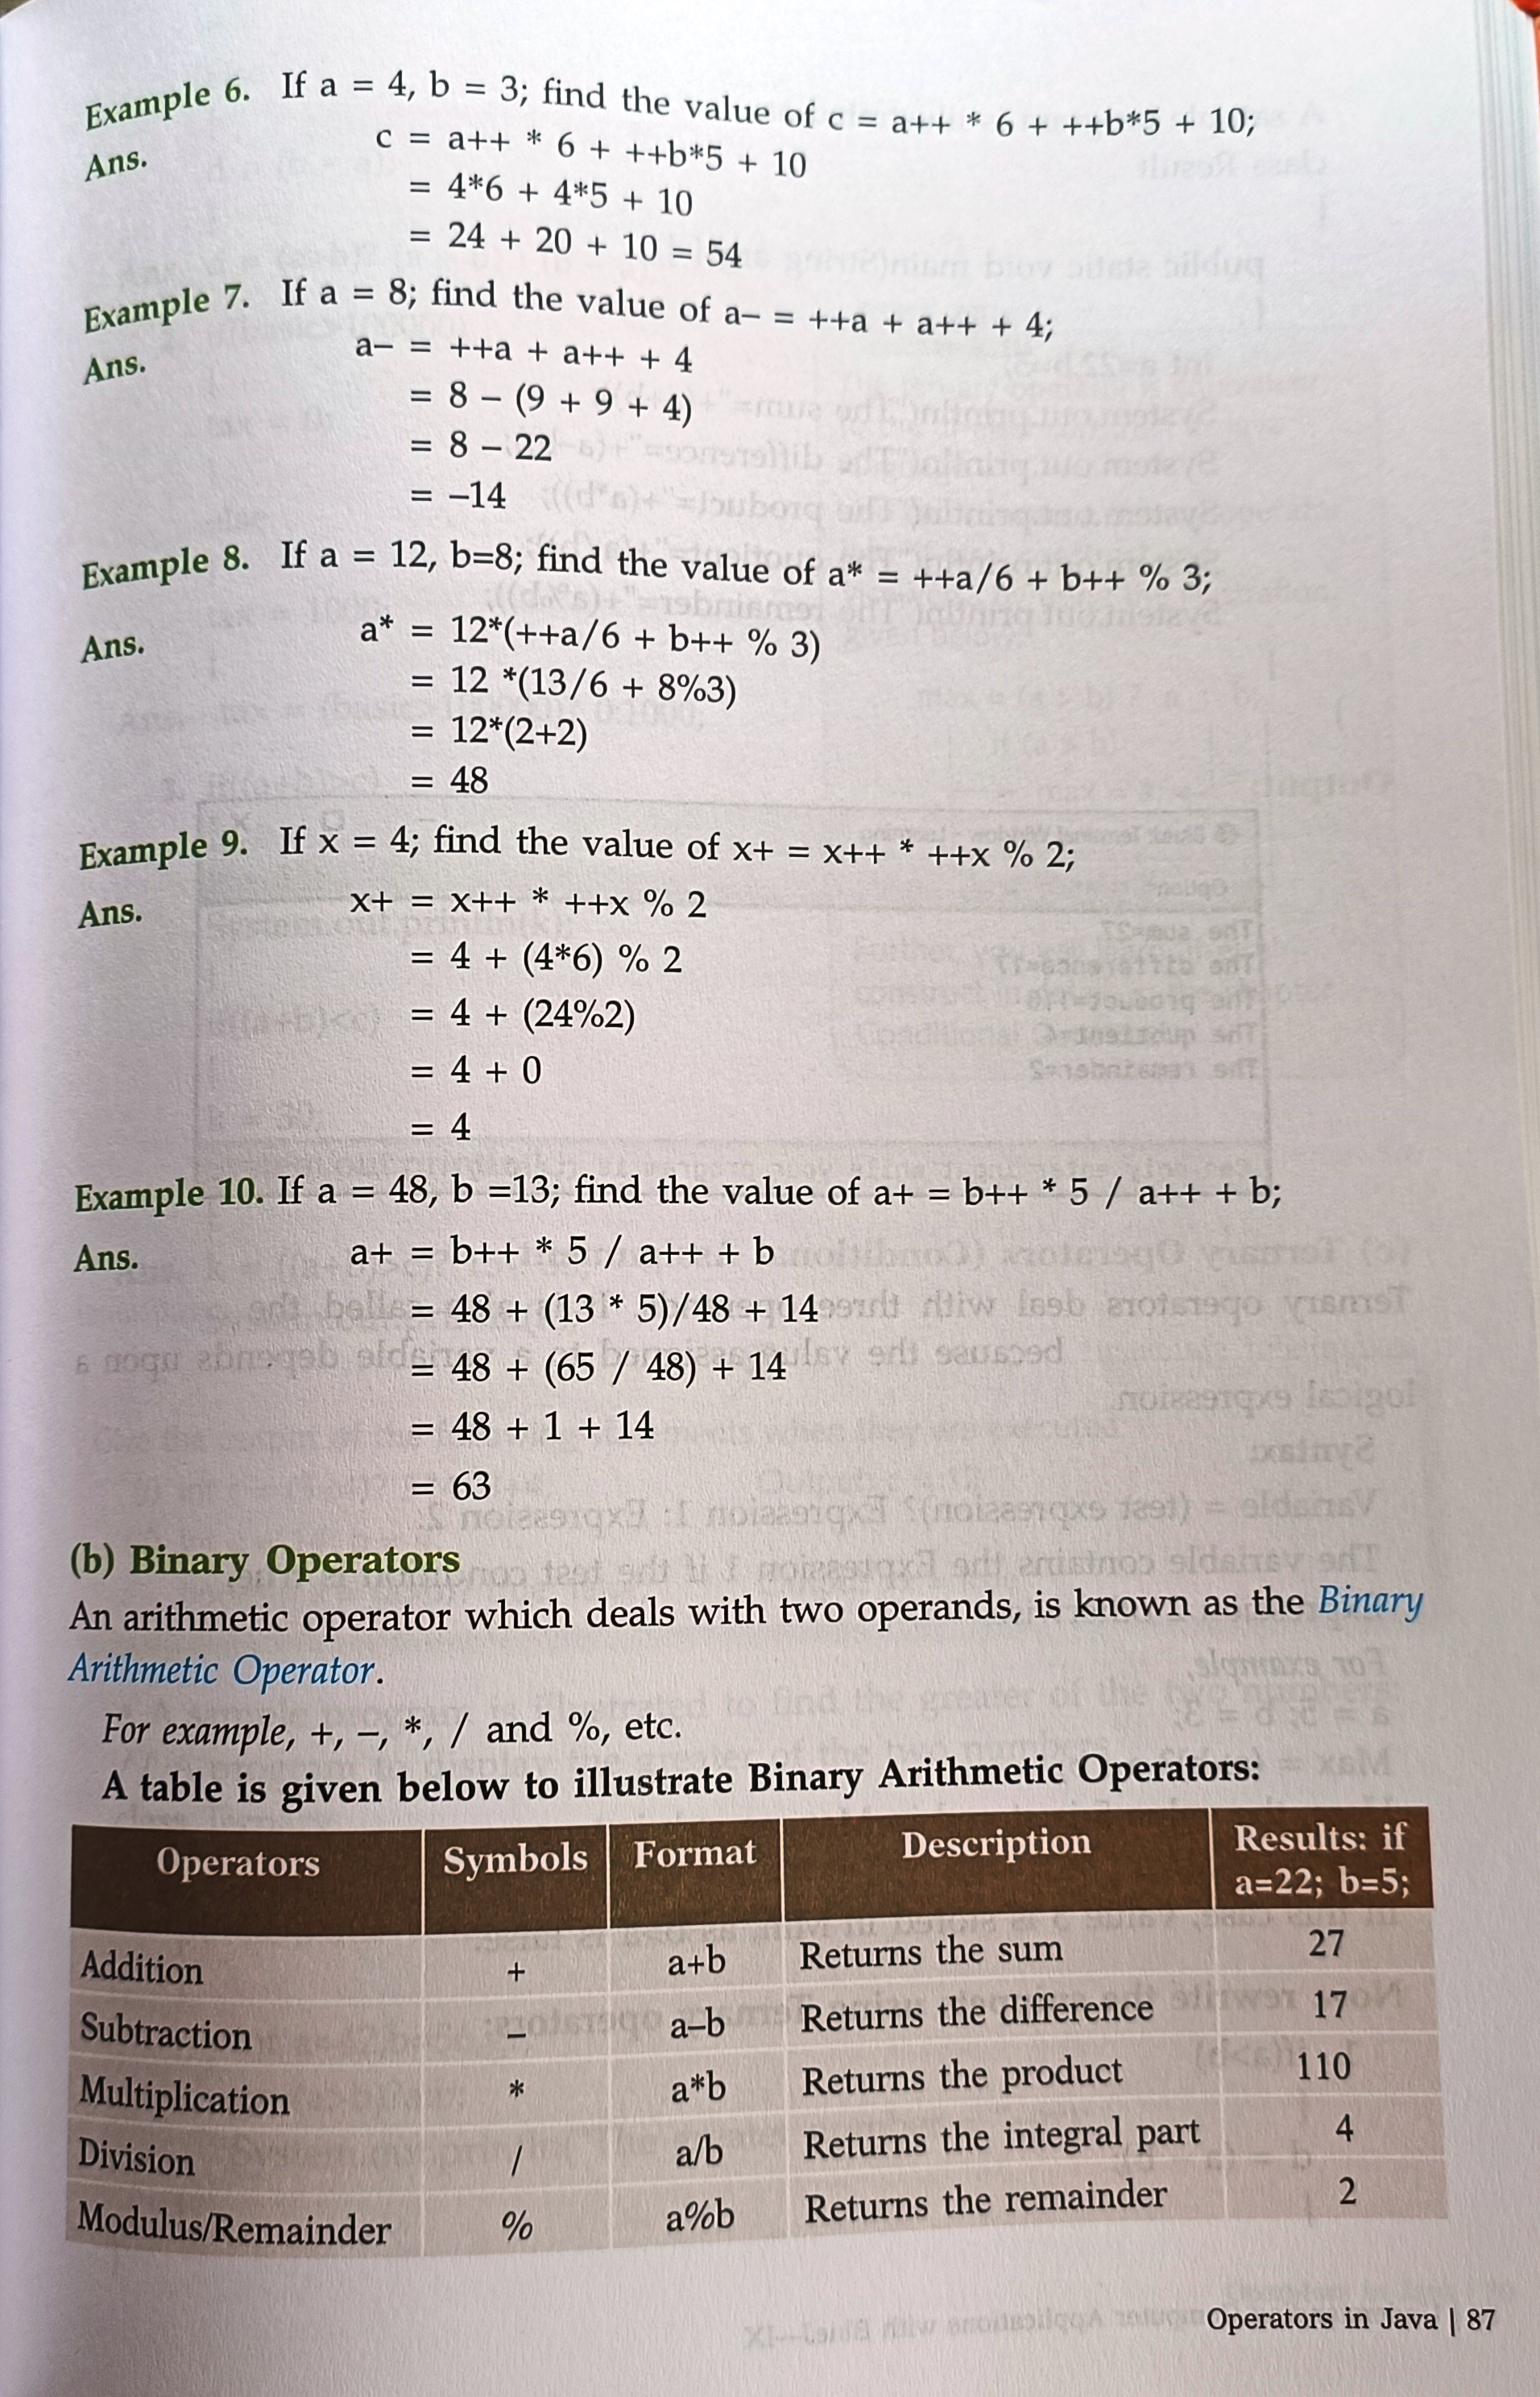 Example 6. If a = 4, b = 3; find the value of c = a++ * 6 + ++b*5 + 10;
Ans. c = a++ * 6 + ++b*5 + 10
= 4*6 + 4*5 + 10
= 24 + 20 + 10 = 54
Example 7. If a = 8; find the value of a– = ++a + a++ + 4;
Ans. a– = ++a + a++ + 4
= 8 – (9 + 9 + 4)
= 8 – 22
= –14
Example 8. If a = 12, b=8; find the value of a* = ++a/6 + b++ % 3;
Ans. a* = 12*(++a/6 + b++ % 3)
= 12 *(13/6 + 8%3)
= 12*(2+2)
= 48
Example 9. If x = 4; find the value of x+ = x++ * ++x % 2;
Ans. x+ = x++ * ++x % 2
= 4 + (4*6) % 2
= 4 + (24%2)
= 4 + 0
= 4
Example 10. If a = 48, b =13; find the value of a+ = b++ * 5 / a++ + b;
Ans. a+ = b++ * 5 / a++ + b
= 48 + (13 * 5)/48 + 14
= 48 + (65 / 48) + 14
= 48 + 1 + 14
= 63
(b) Binary Operators
An arithmetic operator which deals with two operands, is known as the Binary
Arithmetic Operator.
For example, +, –, *, / and %, etc.
A table is given below to illustrate Binary Arithmetic Operators:
Operators Symbols Format Description Results: if
a=22; b=5;
Addition + a+b Returns the sum 27
Subtraction – a–b Returns the difference 17
Multiplication * a*b Returns the product 110
Division / a/b Returns the integral part 4
Modulus/Remainder % a%b Returns the remainder 2
Operators in Java | 87